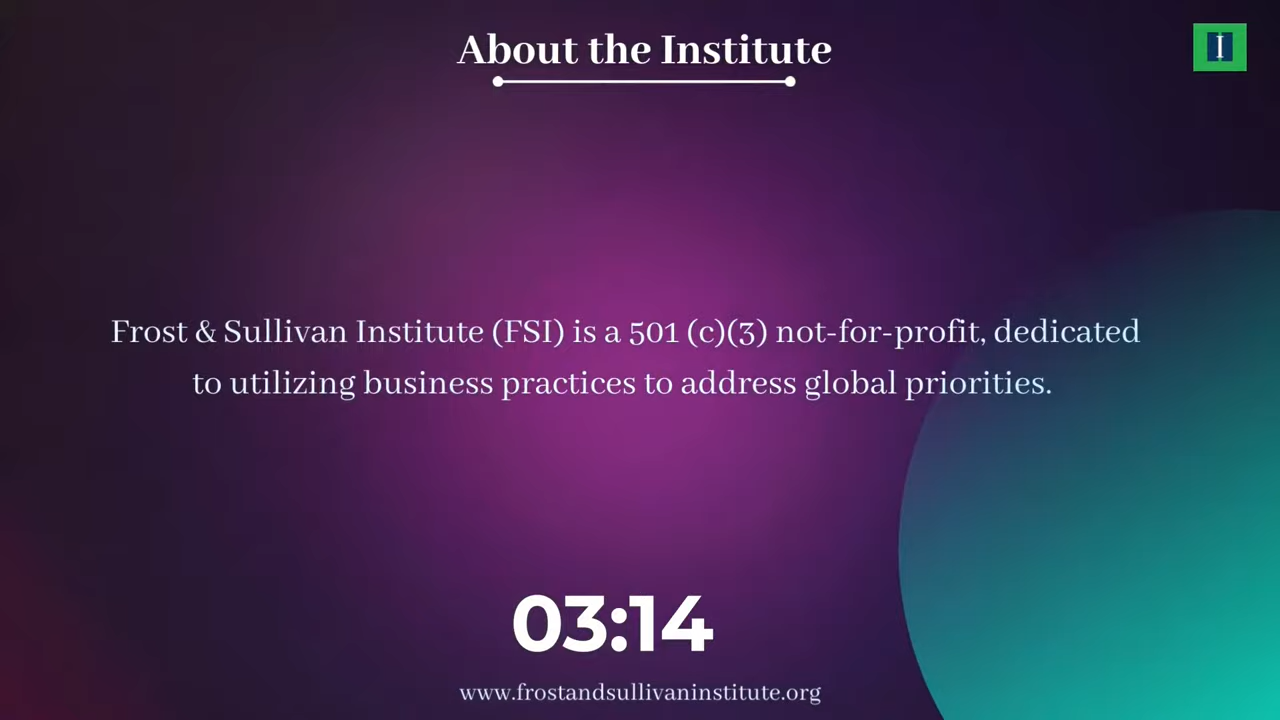 About the Institute
I
Frost & Sullivan Institute (FSI) is a 501 (c)(3) not-for-profit, dedicated
to utilizing business practices to address global priorities.
03:14
www.frostandsullivaninstitute.org